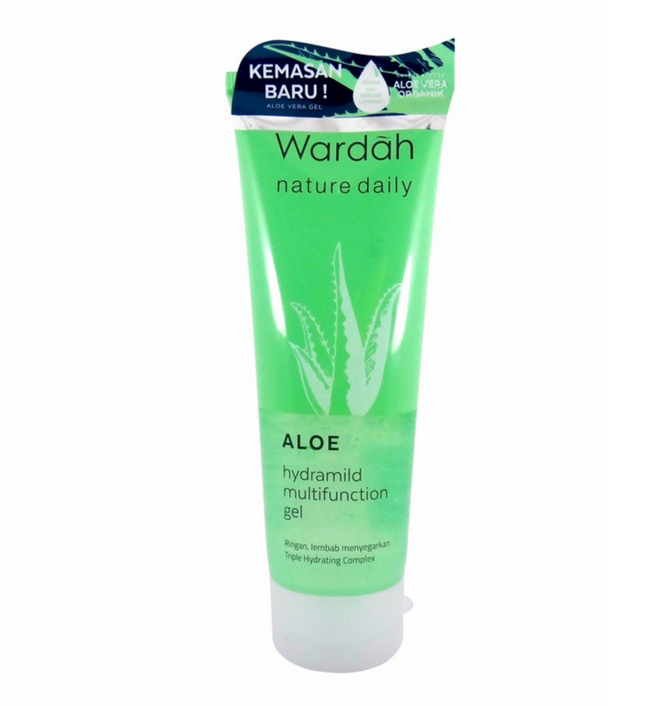 KEMASAN
BARU !
ALOE VERA GEL
ALOE VERA
ORGANIK
Wardah
nature daily
ALOE
hydramild
multifunction
gel
Ringan, lembab menyegarkan
Triple Hydrating Complex